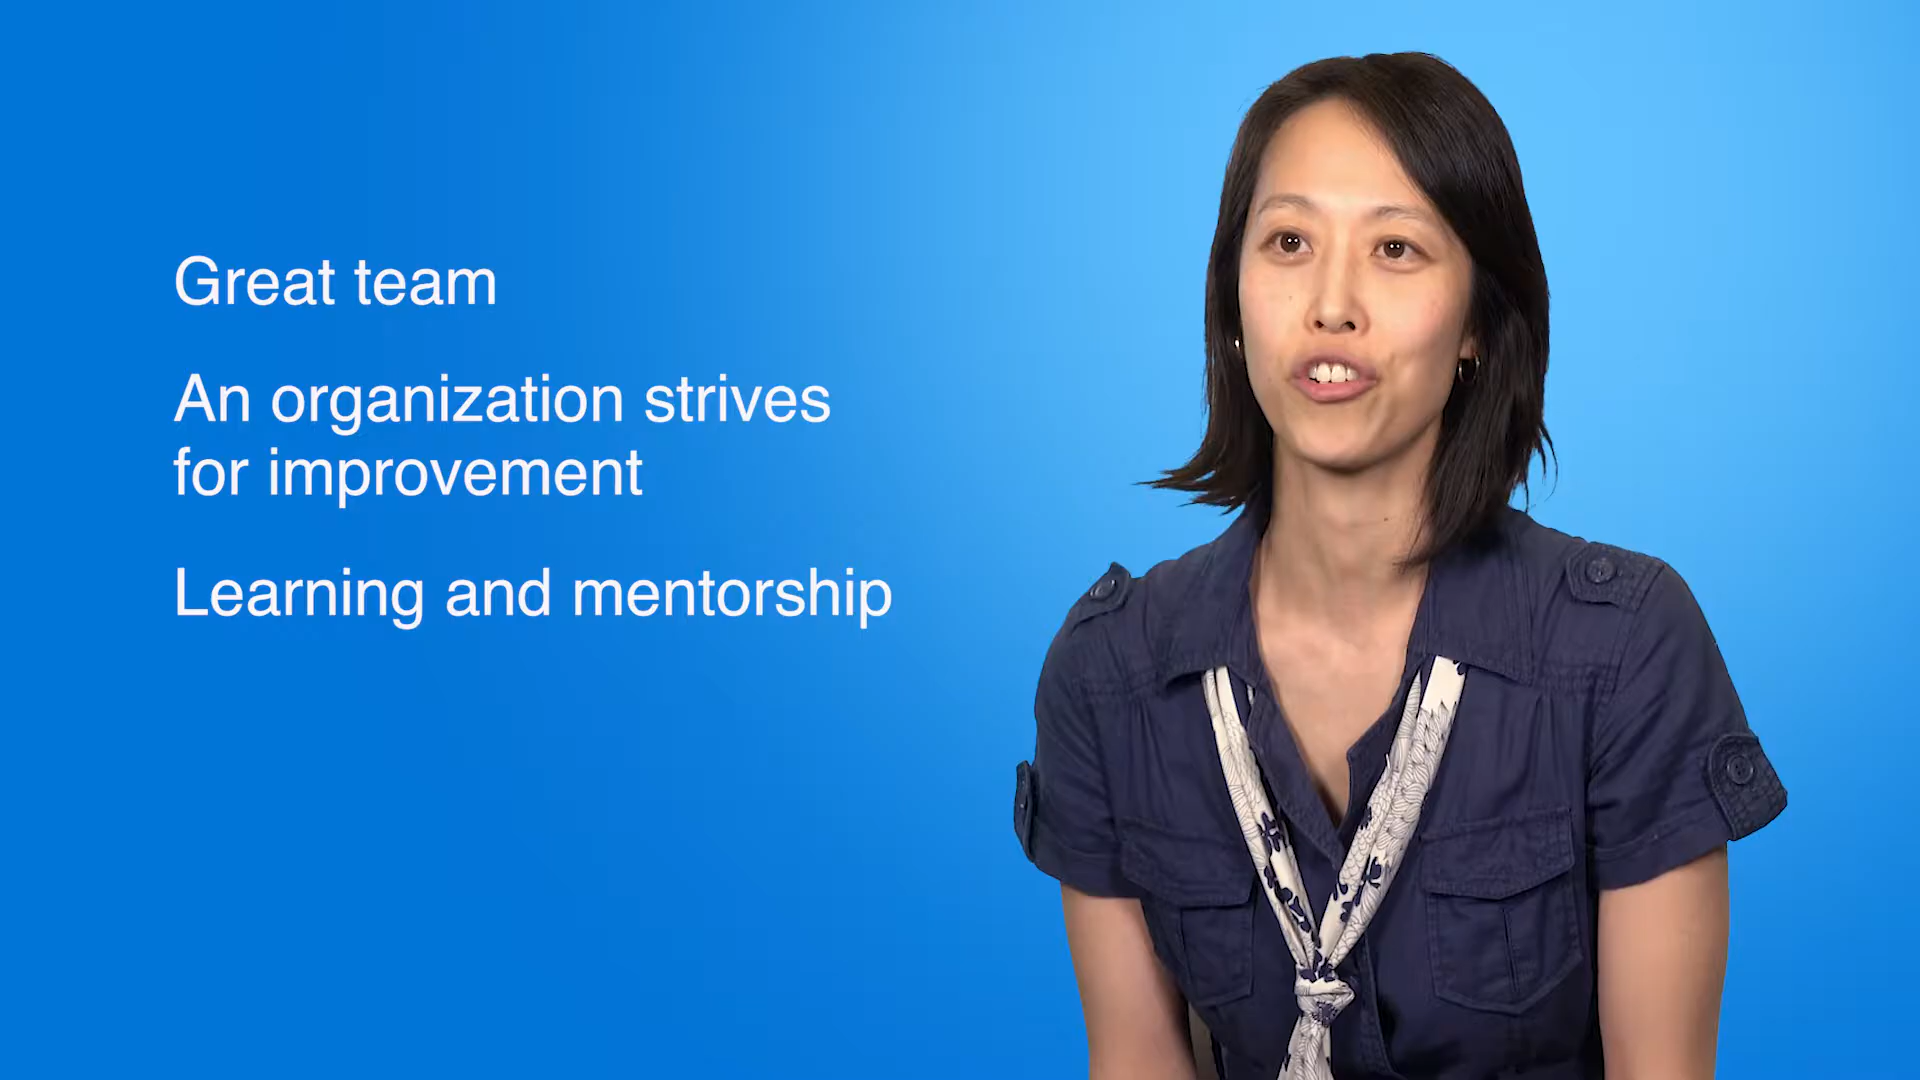 Great team
An organization strives
for improvement
Learning and mentorship